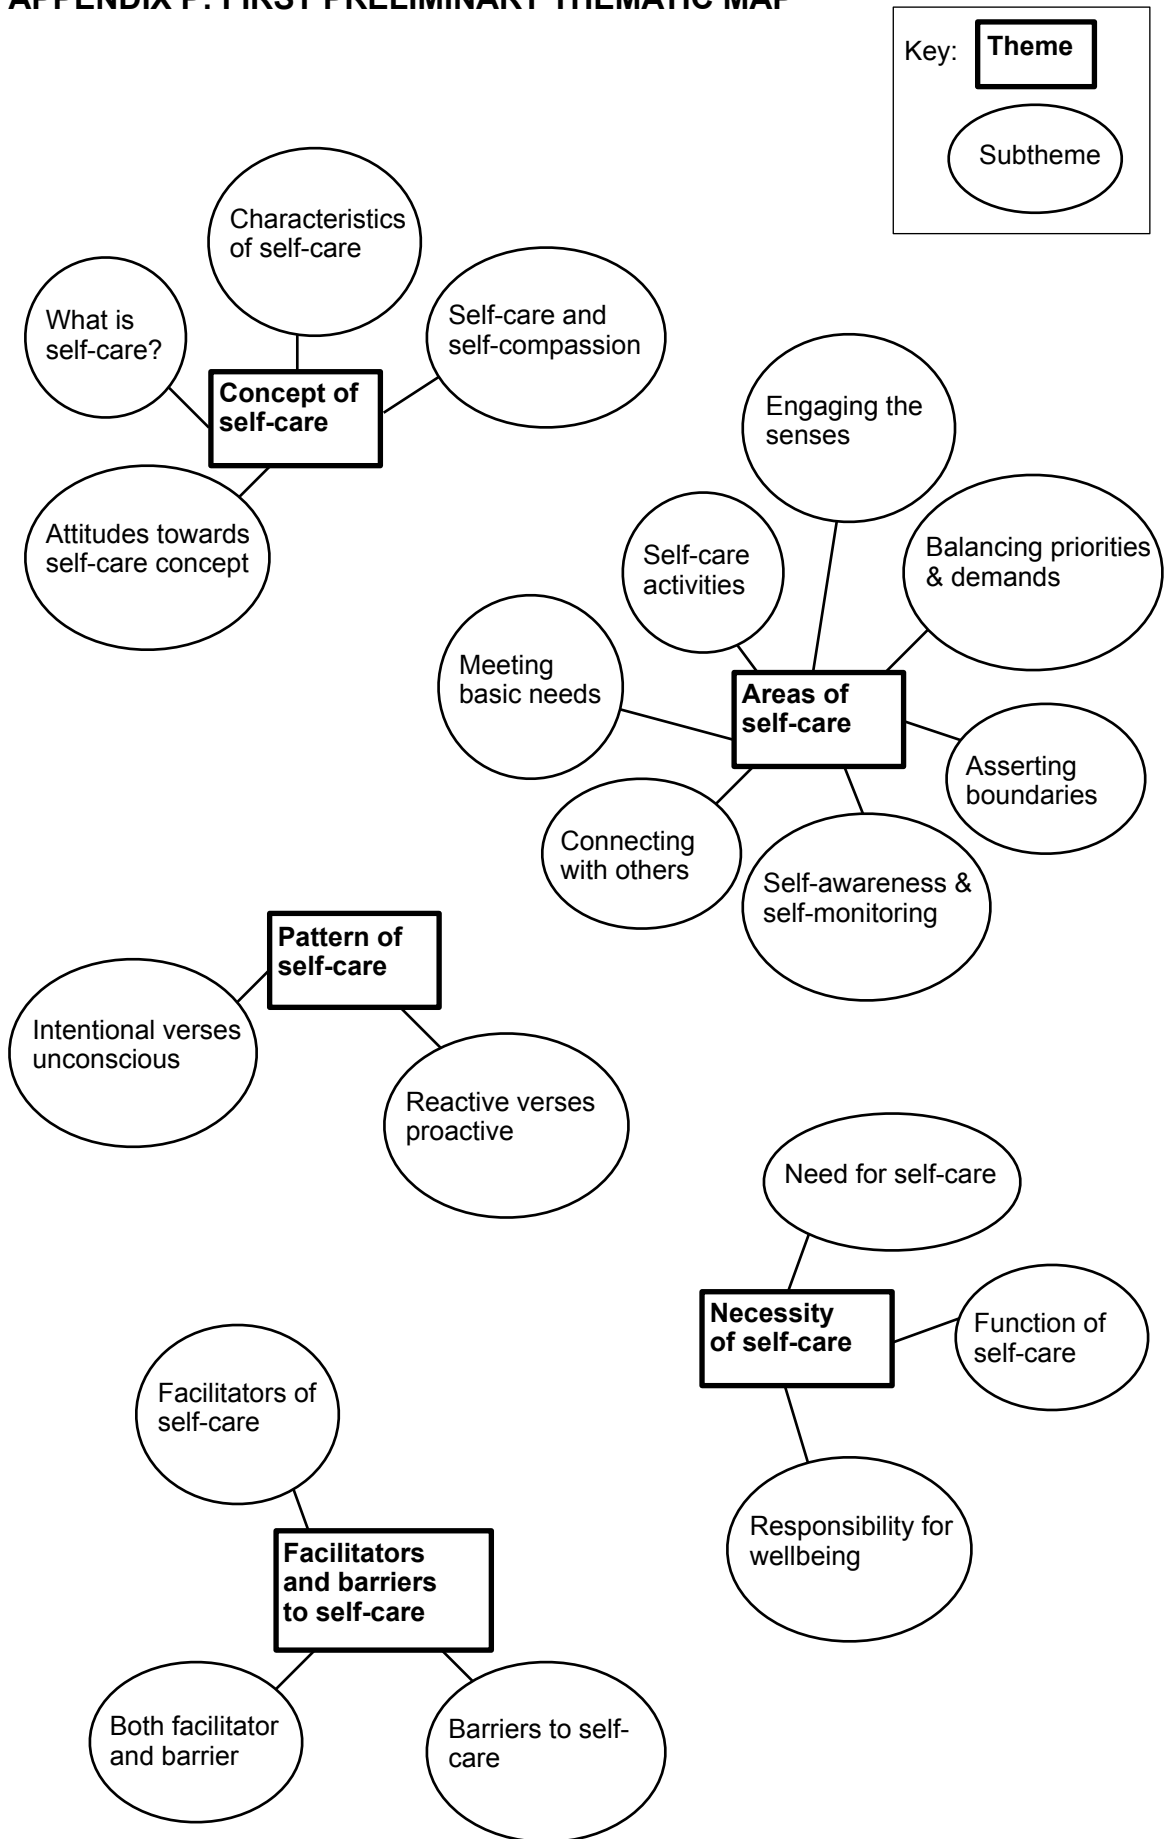 APPENDIX P: FIRST PRELIMINARY THEMATIC MAP
Key:
Theme
Subtheme
Characteristics
of self-care
What is
self-care?
Self-care and
self-compassion
Concept of
self-care
Attitudes towards
self-care concept
Engaging the
senses
Self-care
activities
Balancing priorities
& demands
Meeting
basic needs
Areas of
self-care
Asserting
boundaries
Connecting
with others
Self-awareness &
self-monitoring
Pattern of
self-care
Intentional verses
unconscious
Reactive verses
proactive
Need for self-care
Necessity
of self-care
Function of
self-care
Responsibility for
wellbeing
Facilitators of
self-care
Facilitators
and barriers
to self-care
Both facilitator
and barrier
Barriers to self-
care